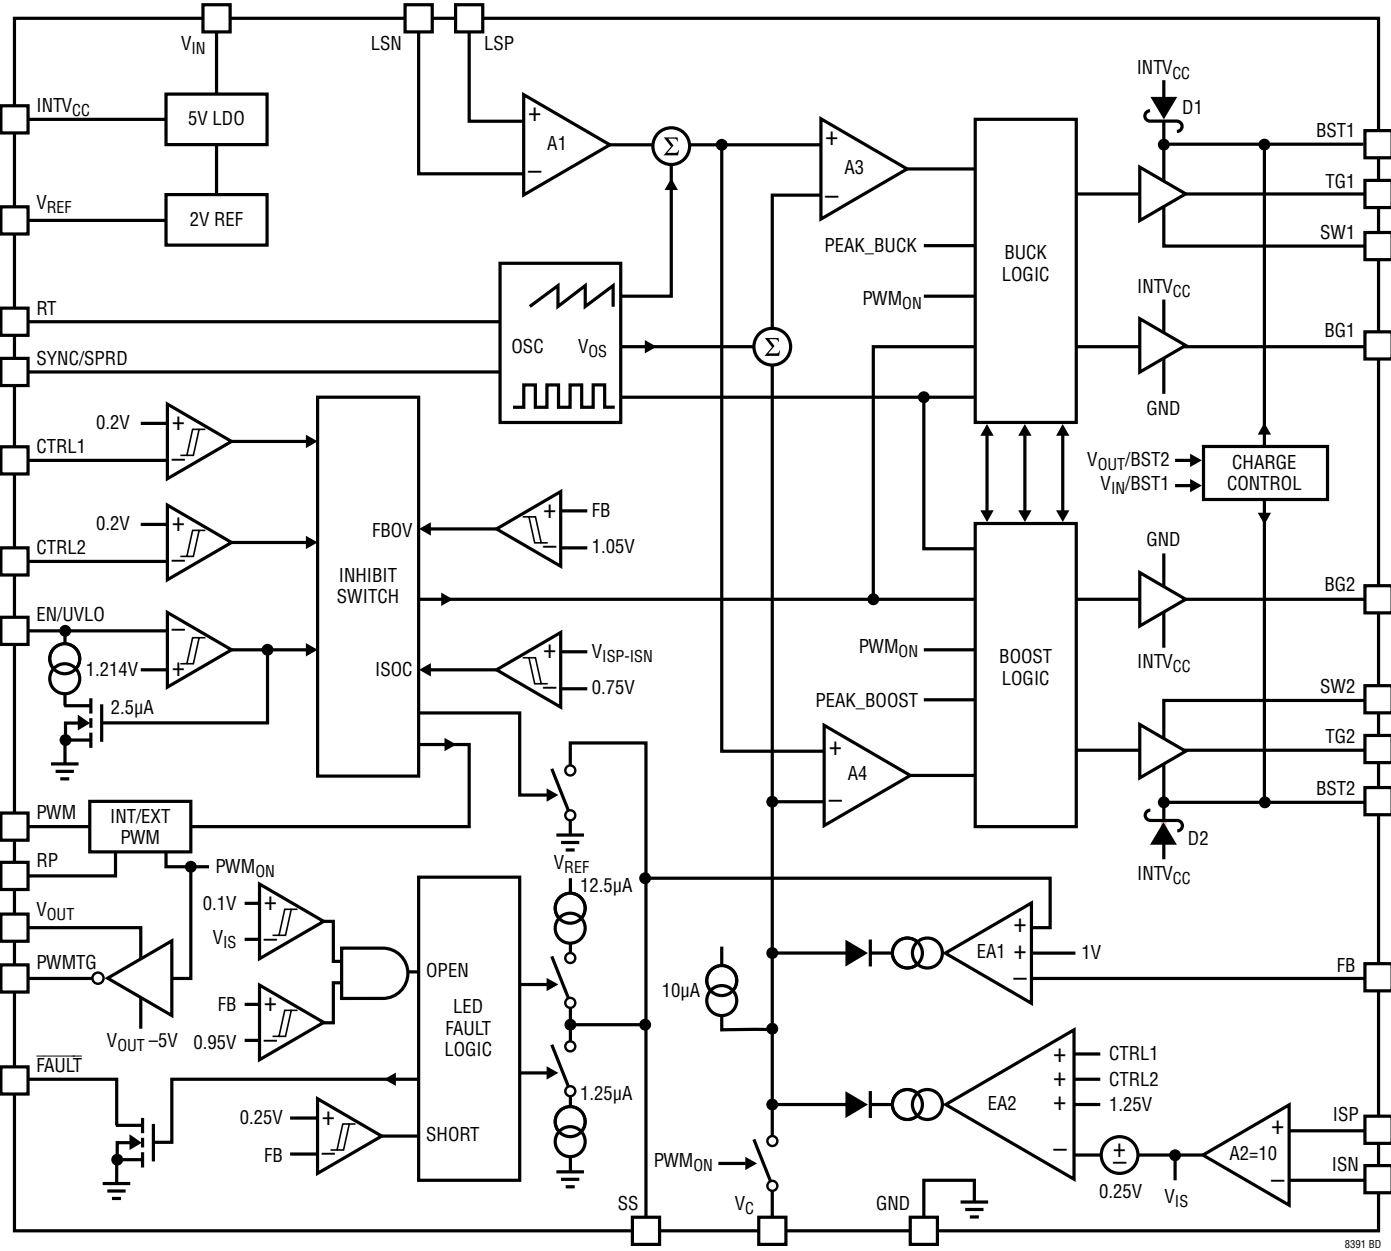 VIN
LSN
LSP
INTVCC
5V LDO
VREF
2V REF
+
–
A1
Σ
+
–
A3
INTVCC
D1
BST1
TG1
SW1
PEAK_BUCK
PWMON
BUCK
LOGIC
INTVCC
BG1
GND
RT
SYNC/SPRD
OSC
VOS
Σ
0.2V
+
–
CTRL1
0.2V
+
–
CTRL2
EN/UVLO
–
+
1.214V
2.5µA
INHIBIT
SWITCH
FBOV
ISOC
+
–
FB
1.05V
+
–
VISP-ISN
0.75V
VOUT/BST2
VIN/BST1
CHARGE
CONTROL
GND
BG2
INTVCC
PWMON
PEAK_BOOST
BOOST
LOGIC
+
–
A4
SW2
TG2
BST2
D2
INTVCC
PWM
INT/EXT
PWM
RP
PWMON
VOUT
PWMTG
VOUT –5V
FAULT
0.1V
VIS
+
–
FB
0.95V
+
–
OPEN
LED
FAULT
LOGIC
SHORT
0.25V
FB
+
–
VREF
12.5µA
1.25µA
10µA
EA1
+
+
–
1V
FB
EA2
+
+
+
–
CTRL1
CTRL2
1.25V
+
–
0.25V
VIS
A2=10
+
–
ISP
ISN
PWMON
SS
VC
GND
8391 BD